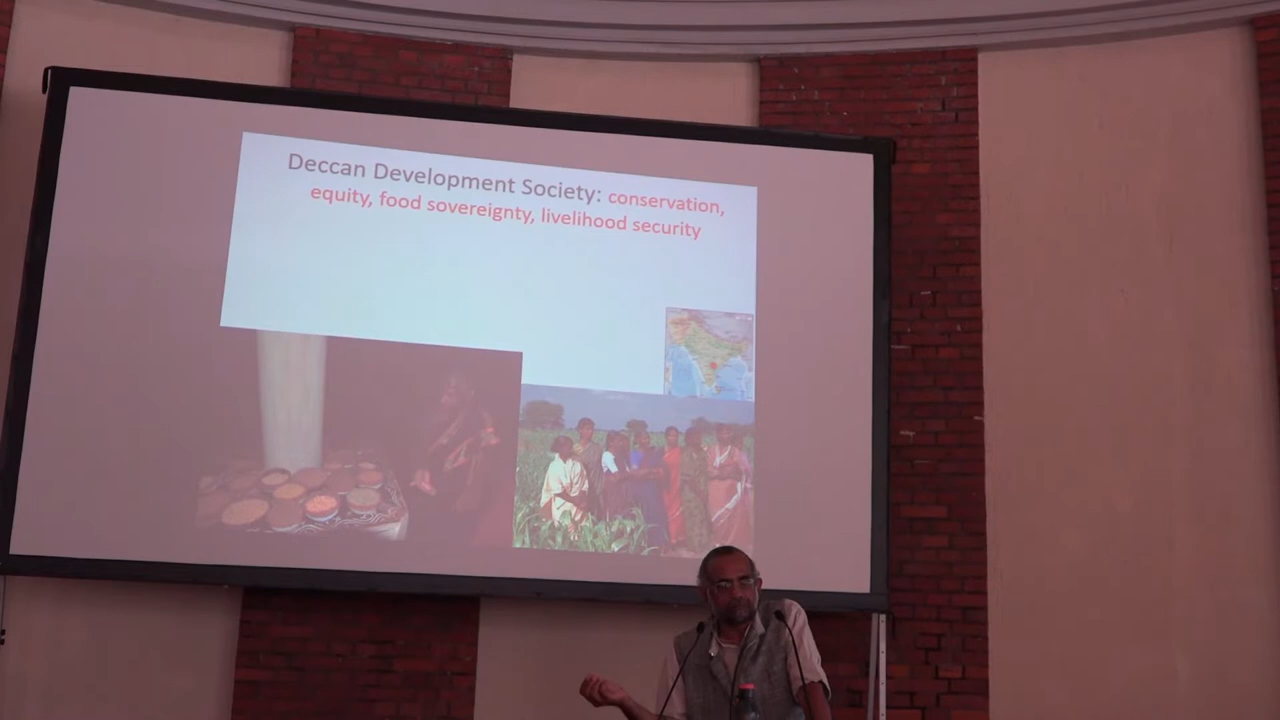 Deccan Development Society: conservation,
equity, food sovereignty, livelihood security